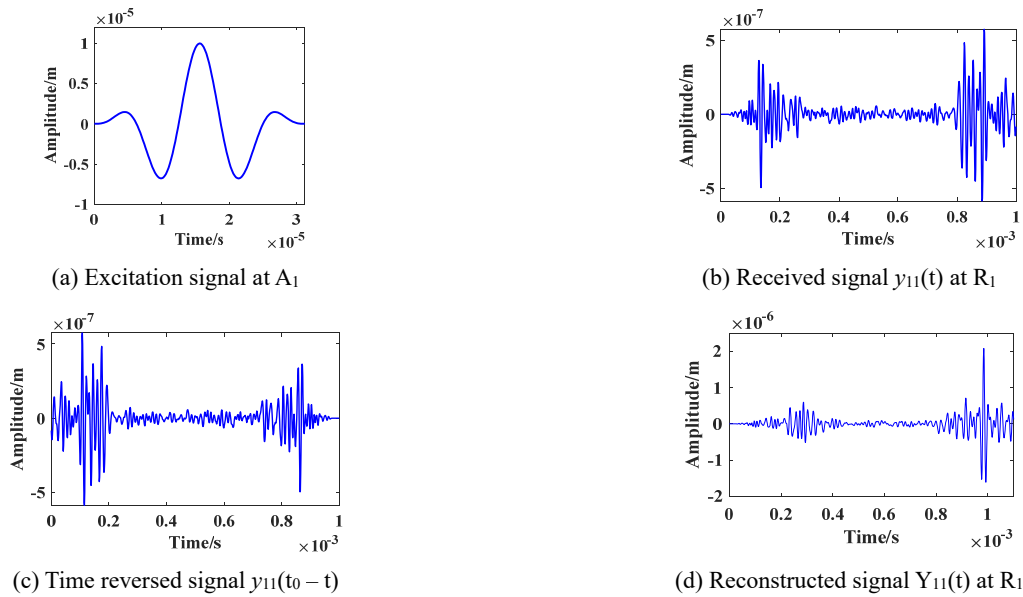 ×10-5
1
0.5
0
-0.5
-1
Amplitude/m
0 1 2 3
Time/s
×10-5
(a) Excitation signal at A1
×10-7
5
0
-5
Amplitude/m
0 0.2 0.4 0.6 0.8 1
Time/s
×10-3
(b) Received signal y11(t) at R1
×10-7
5
0
-5
Amplitude/m
0 0.2 0.4 0.6 0.8 1
Time/s
×10-3
(c) Time reversed signal y11(t0 – t)
×10-6
2
1
0
-1
-2
Amplitude/m
0 0.2 0.4 0.6 0.8 1
Time/s
×10-3
(d) Reconstructed signal Y11(t) at R1